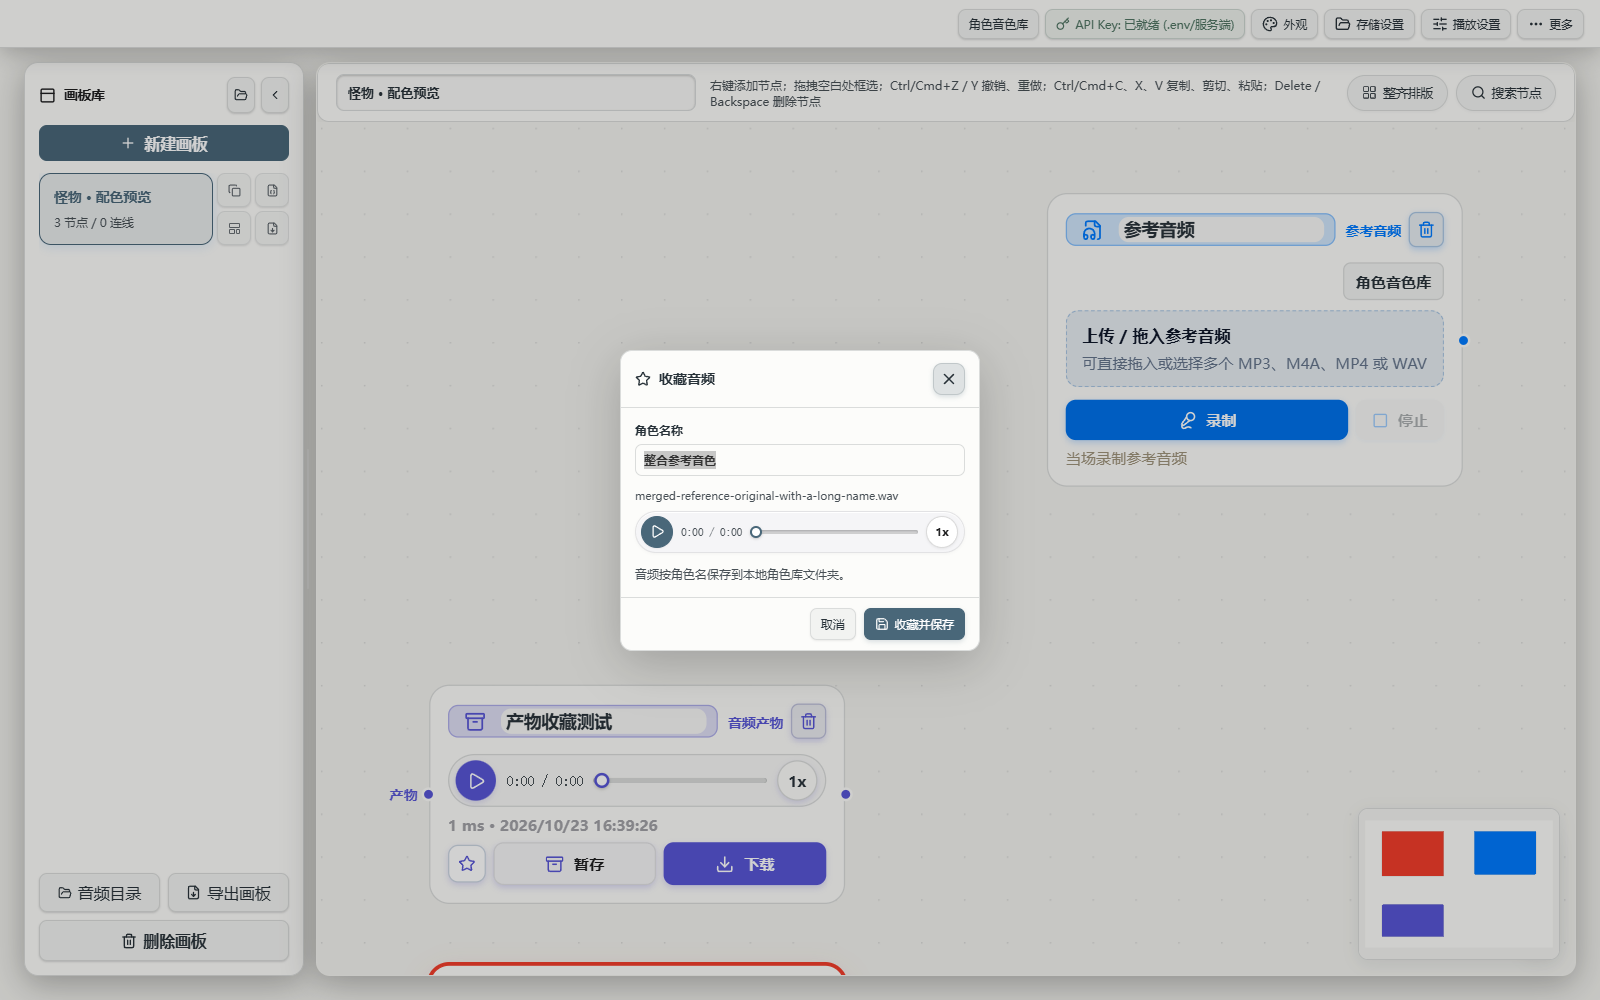 角色音色库
API Key: 已就绪 (.env/服务端)
外观
存储设置
播放设置
更多
画板库
新建画板
怪物 • 配色预览
3 节点 / 0 连线
音频目录
导出画板
删除画板
怪物 • 配色预览
右键添加节点；拖拽空白处框选；Ctrl/Cmd+Z / Y 撤销、重做；Ctrl/Cmd+C、X、V 复制、剪切、粘贴；Delete /
Backspace 删除节点
整齐排版
搜索节点
参考音频
参考音频
角色音色库
上传 / 拖入参考音频
可直接拖入或选择多个 MP3、M4A、MP4 或 WAV
录制
停止
当场录制参考音频
收藏音频
角色名称
整合参考音色
merged-reference-original-with-a-long-name.wav
0:00 / 0:00
1x
音频按角色名保存到本地角色库文件夹。
取消
收藏并保存
产物收藏测试
音频产物
0:00 / 0:00
1x
产物
1 ms • 2026/10/23 16:39:26
暂存
下载